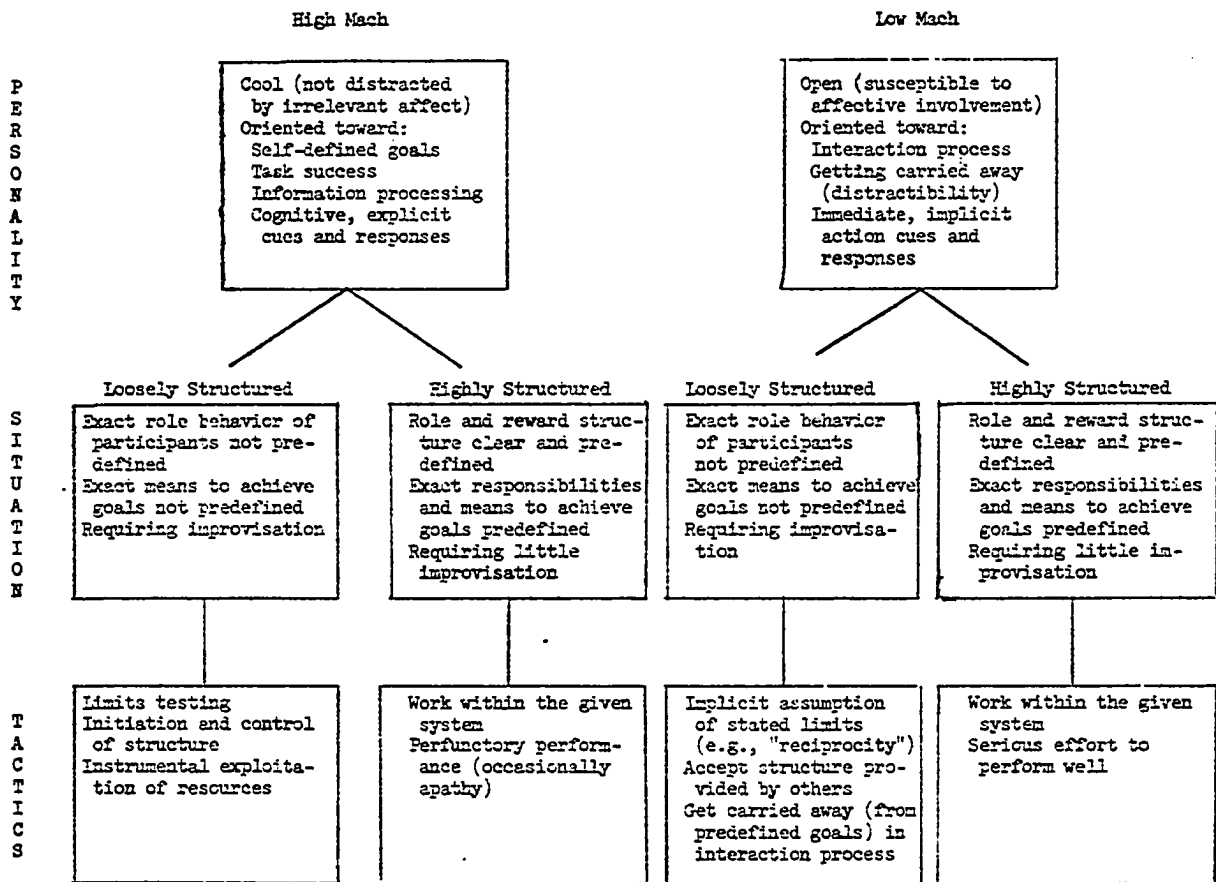 High Mach
Low Mach
PERSONALITY
Cool (not distracted
by irrelevant affect)
Oriented toward:
Self-defined goals
Task success
Information processing
Cognitive, explicit
cues and responses
Open (susceptible to
affective involvement)
Oriented toward:
Interaction process
Getting carried away
(distractibility)
Immediate, implicit
action cues and
responses
SITUATION
Loosely Structured
Exact role behavior of
participants not pre-
defined
Exact means to achieve
goals not predefined
Requiring improvisation
Highly Structured
Role and reward struc-
ture clear and pre-
defined
Exact responsibilities
and means to achieve
goals predefined
Requiring little
improvisation
Loosely Structured
Exact role behavior
of participants
not predefined
Exact means to achieve
goals not predefined
Requiring improvisa-
tion
Highly Structured
Role and reward struc-
ture clear and pre-
defined
Exact responsibilities
and means to achieve
goals predefined
Requiring little im-
provisation
TACTICS
Limits testing
Initiation and control
of structure
Instrumental exploita-
tion of resources
Work within the given
system
Perfunctory perform-
ance (occasionally
apathy)
Implicit assumption
of stated limits
(e.g., "reciprocity")
Accept structure pro-
vided by others
Get carried away (from
predefined goals) in
interaction process
Work within the given
system
Serious effort to
perform well